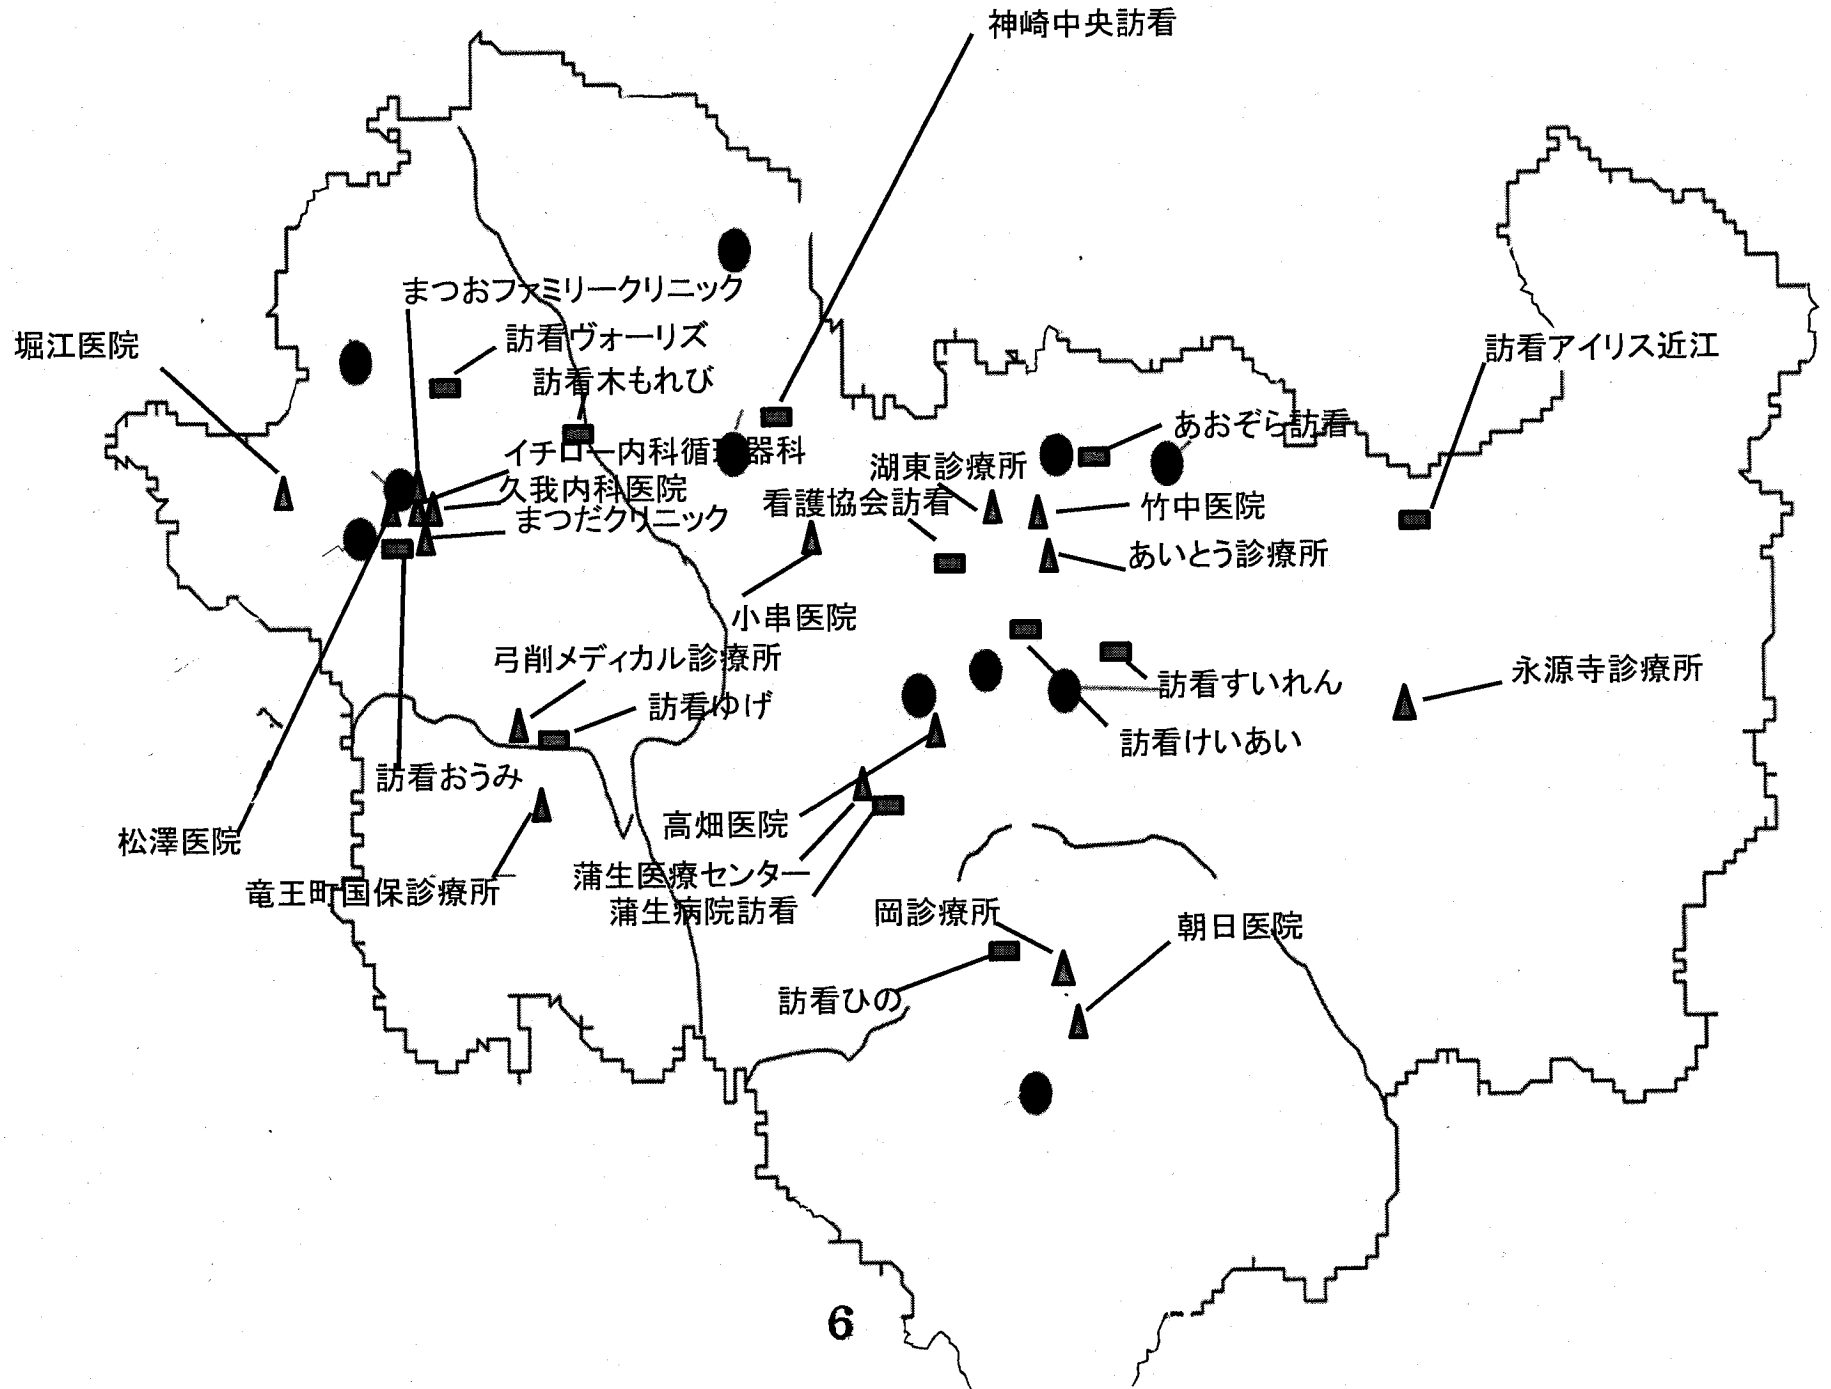 神崎中央訪看
まつおファミリークリニック
堀江医院
訪看ヴォーリズ
訪看アイリス近江
訪看木もれび
あおぞら訪看
イチロー内科循環器科
湖東診療所
久我内科医院
看護協会訪看
竹中医院
まつだクリニック
あいとう診療所
小串医院
弓削メディカル診療所
訪看すいれん
永源寺診療所
訪看ゆげ
訪看けいあい
訪看おうみ
高畑医院
松澤医院
蒲生医療センター
竜王町国保診療所
蒲生病院訪看
岡診療所
朝日医院
訪看ひの
6